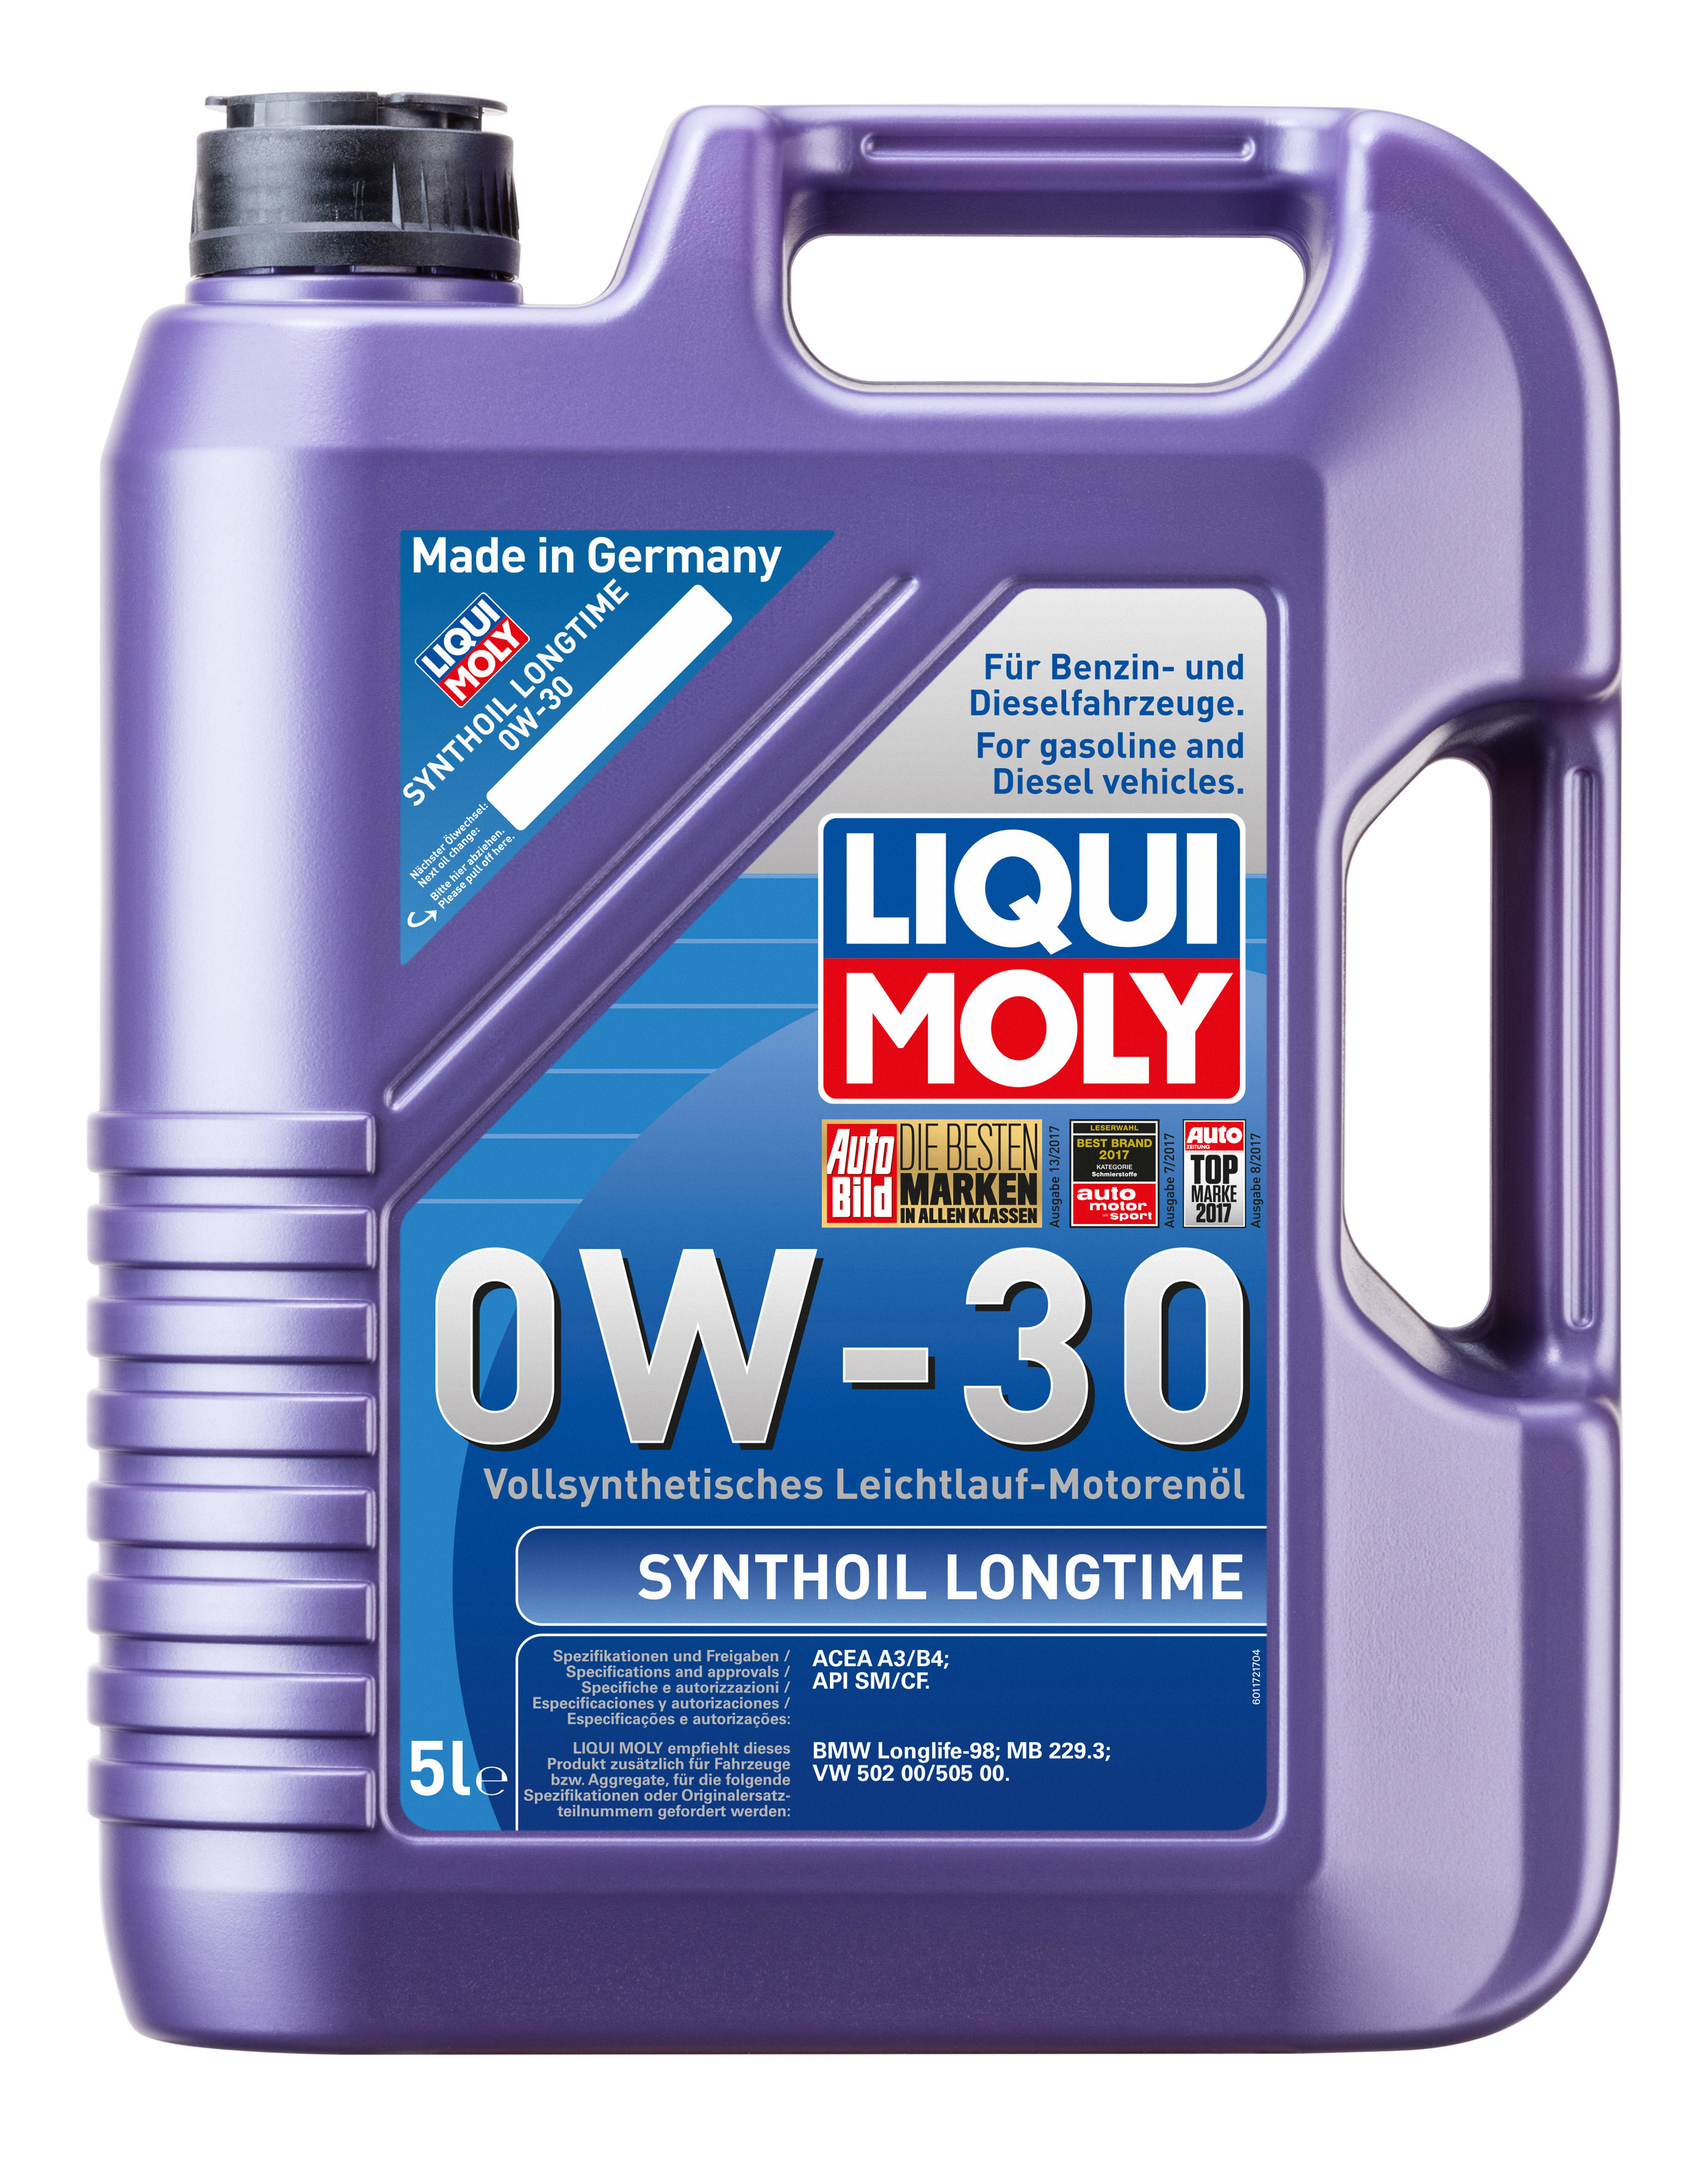 Made in Germany
LIQUI
MOLY
SYNTHOIL LONGTIME
0W-30
Nächster Ölwechsel:
Next oil change:
Bitte hier abziehen.
Please pull off here.
Für Benzin- und
Dieselfahrzeuge.
For gasoline and
Diesel vehicles.
LIQUI
MOLY
Auto
Bild
DIE BESTEN
MARKEN
IN ALLEN KLASSEN
Ausgabe 13/2017
LESERWAHL
BEST BRAND
2017
KATEGORIE
Schmierstoffe
auto
motor
sport
Ausgabe 7/2017
Auto
ZEITUNG
TOP
MARKE
2017
Ausgabe 8/2017
0W-30
Vollsynthetisches Leichtlauf-Motorenöl
SYNTHOIL LONGTIME
Spezifikationen und Freigaben /
Specifications and approvals /
Specifiche e autorizzazioni /
Especificaciones y autorizaciones /
Especificações e autorizações:
ACEA A3/B4;
API SM/CF.
6011721704
LIQUI MOLY empfiehlt dieses
Produkt zusätzlich für Fahrzeuge
bzw. Aggregate, für die folgende
Spezifikationen oder Originalersatz-
teilnummern gefordert werden:
BMW Longlife-98; MB 229.3;
VW 502 00/505 00.
5l e